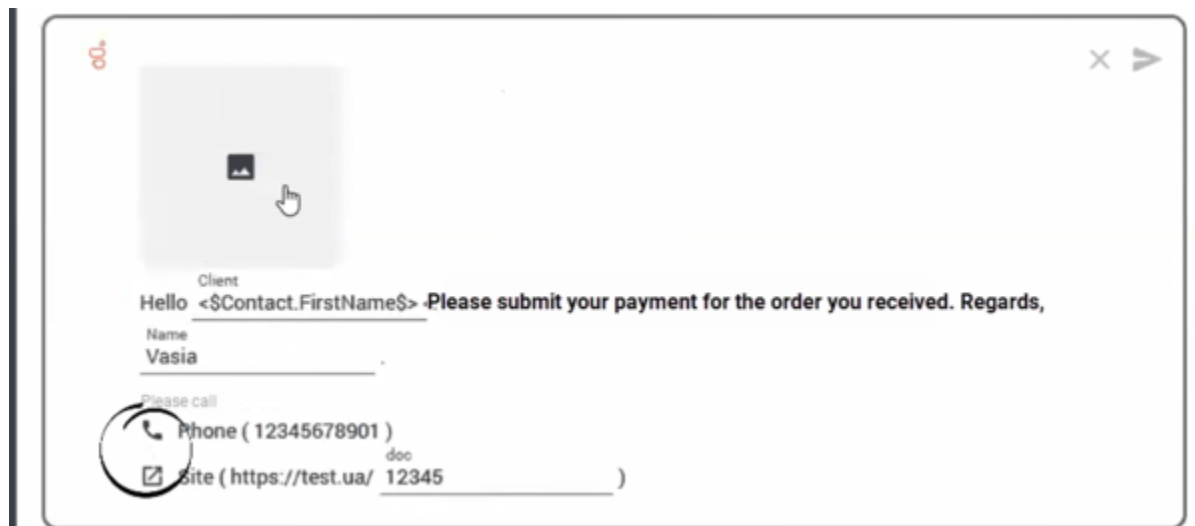 Client
Hello <$Contact.FirstName$> Please submit your payment for the order you received. Regards,
Name
Vasia .
Please call
Phone ( 12345678901 )
doc
Site ( https://test.ua/ 12345 )